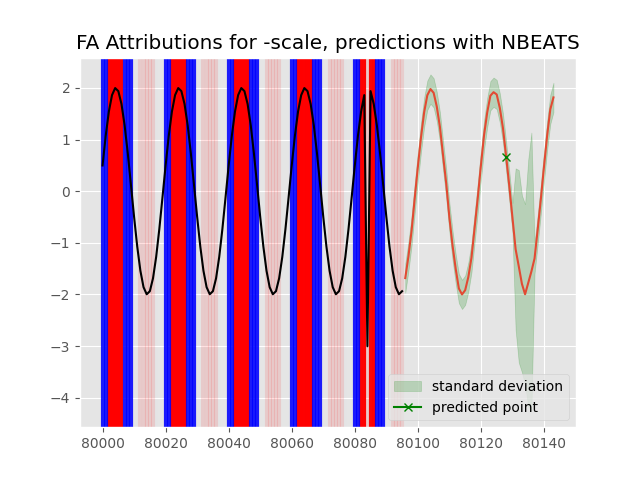 FA Attributions for -scale, predictions with NBEATS
2
1
0
−1
−2
−3
−4
standard deviation
predicted point
80000 80020 80040 80060 80080 80100 80120 80140